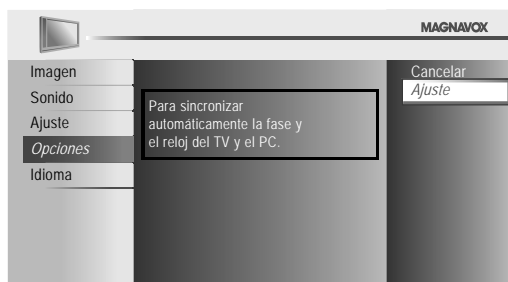 MAGNAVOX
Imagen
Sonido
Ajuste
Opciones
Idioma
Para sincronizar
automáticamente la fase y
el reloj del TV y el PC.
Cancelar
Ajuste